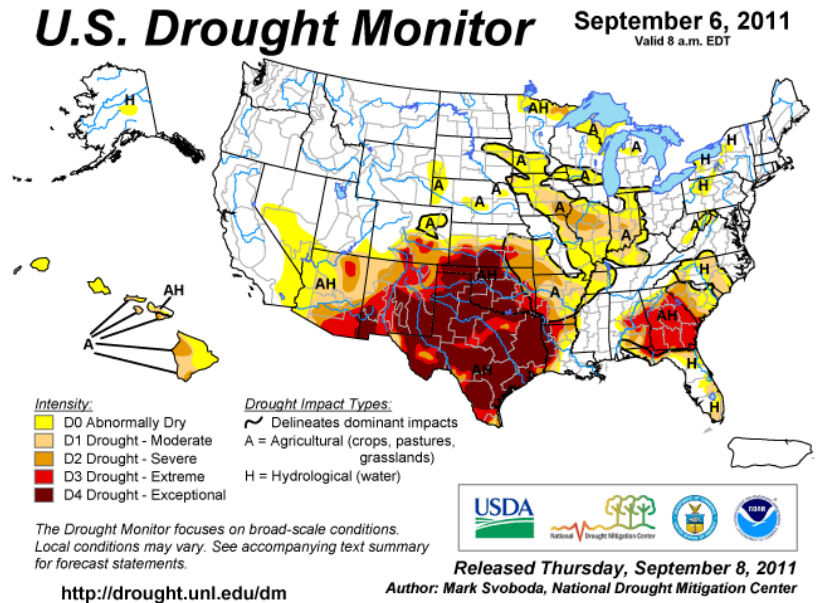 U.S. Drought Monitor
September 6, 2011
Valid 8 a.m. EDT
H
AH
A
A
H
A
H
A
A
H
A
A
A
A
A
A
H
AH
AH
A
AH
AH
H
AH
A
H
Intensity:
D0 Abnormally Dry
D1 Drought - Moderate
D2 Drought - Severe
D3 Drought - Extreme
D4 Drought - Exceptional
Drought Impact Types:
Delineates dominant impacts
A = Agricultural (crops, pastures,
grasslands)
H = Hydrological (water)
The Drought Monitor focuses on broad-scale conditions.
Local conditions may vary. See accompanying text summary
for forecast statements.
http://drought.unl.edu/dm
USDA
National Drought Mitigation Center
NOAA
Released Thursday, September 8, 2011
Author: Mark Svoboda, National Drought Mitigation Center